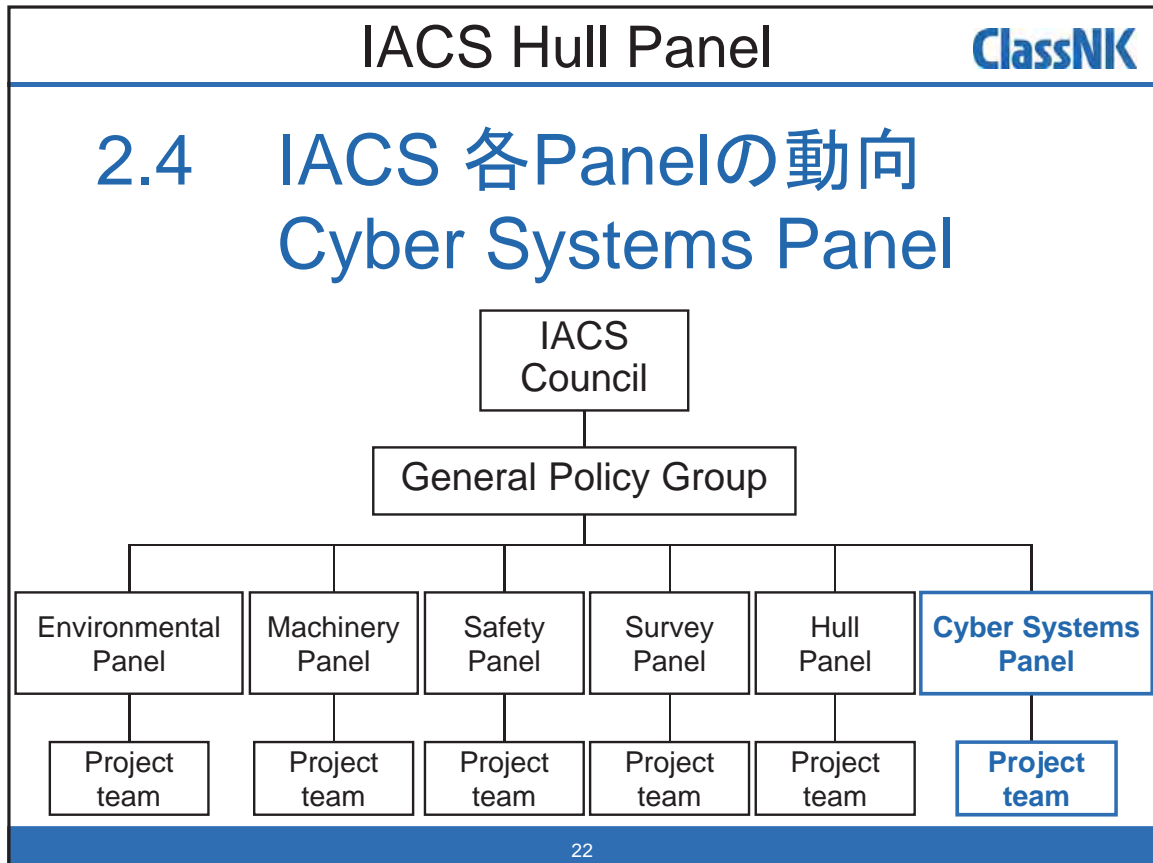 IACS Hull Panel
ClassNK
2.4 IACS 各Panelの動向
Cyber Systems Panel
IACS
Council
General Policy Group
Environmental
Panel
Machinery
Panel
Safety
Panel
Survey
Panel
Hull
Panel
Cyber Systems
Panel
Project
team
Project
team
Project
team
Project
team
Project
team
Project
team
22